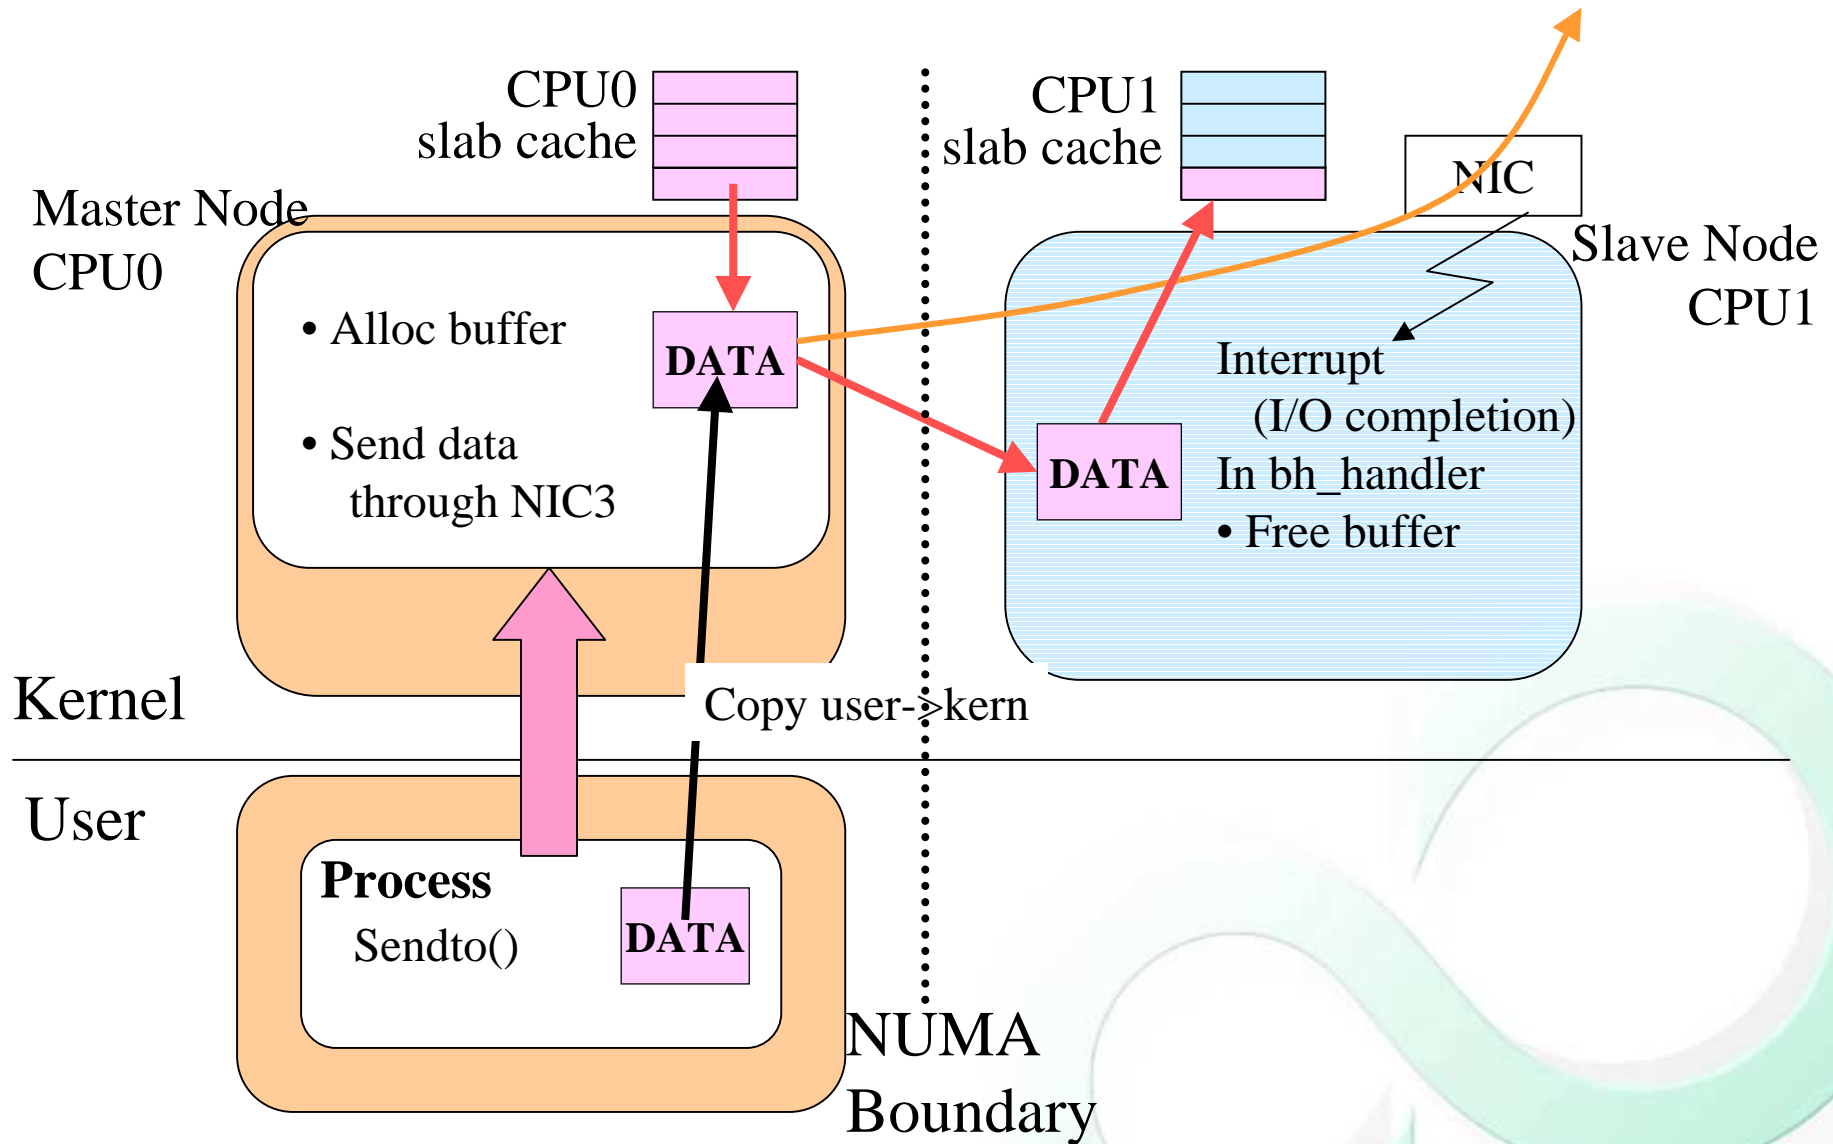 CPU0
slab cache
CPU1
slab cache
NIC
Master Node
CPU0
Slave Node
CPU1
• Alloc buffer
DATA
• Send data
through NIC3
Interrupt
(I/O completion)
DATA
In bh_handler
• Free buffer
Kernel
Copy user->kern
User
Process
Sendto()
DATA
NUMA
Boundary